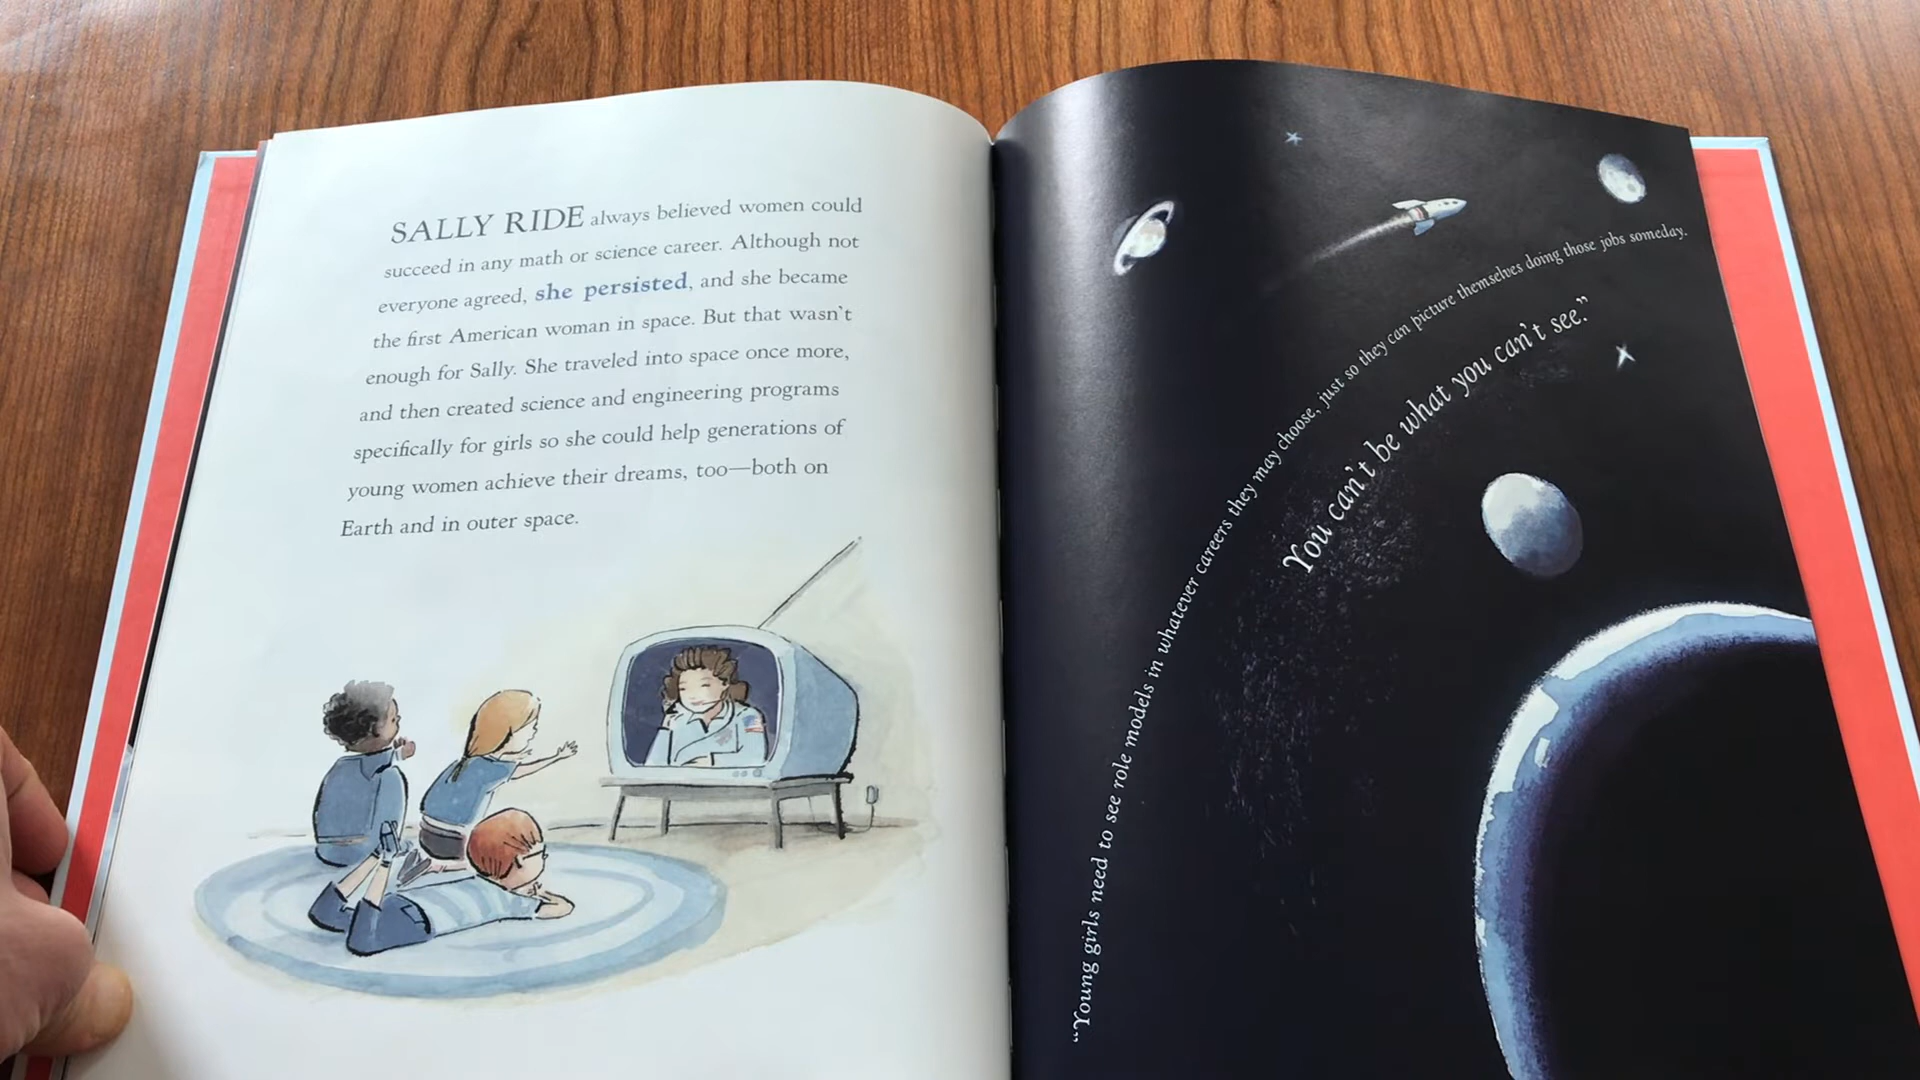 SALLY RIDE always believed women could
succeed in any math or science career. Although not
everyone agreed, she persisted, and she became
the first American woman in space. But that wasn't
enough for Sally. She traveled into space once more,
and then created science and engineering programs
specifically for girls so she could help generations of
young women achieve their dreams, too—both on
Earth and in outer space.
“Young girls need to see role models in whatever careers they may choose, just so they can picture themselves doing those jobs someday.
You can't be what you can't see.”